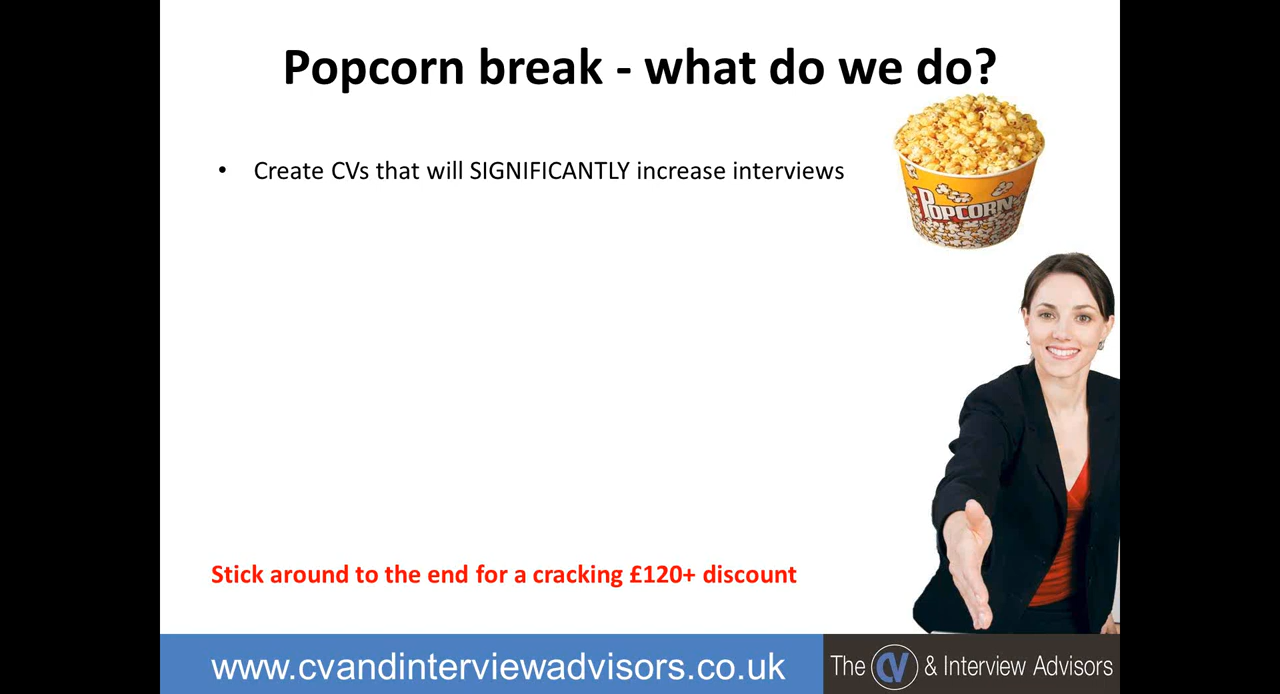 Popcorn break - what do we do?
• Create CVs that will SIGNIFICANTLY increase interviews
POPCORN
Stick around to the end for a cracking £120+ discount
www.cvandinterviewadvisors.co.uk
The CV & Interview Advisors